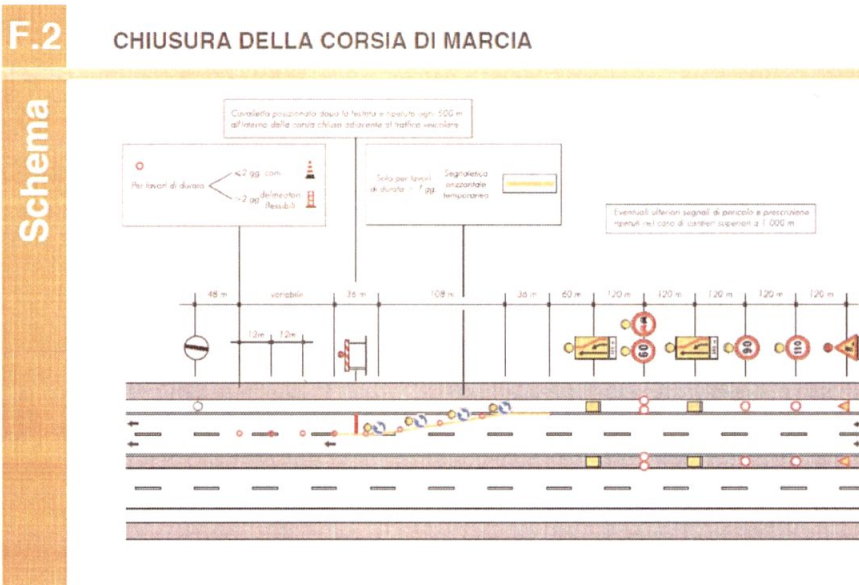 F.2
CHIUSURA DELLA CORSIA DI MARCIA
Schema
Cavalletto posizionato dopo la testata e ripetuto ogni 500 m
all'interno della corsia chiusa adiacente al traffico veicolare
Per lavori di durata
2 gg. coni
2 gg. delineatori
flessibili
Solo per lavori
di durata 7 gg.
Segnaletica
orizzontale
temporanea
Eventuali ulteriori segnali di pericolo e prescrizione
ripetuti nel caso di cantieri superiori a 1.000 m
48 m variabile 36 m 108 m 36 m 60 m 120 m 120 m 120 m 120 m 120 m
12m 12m
60 90 110